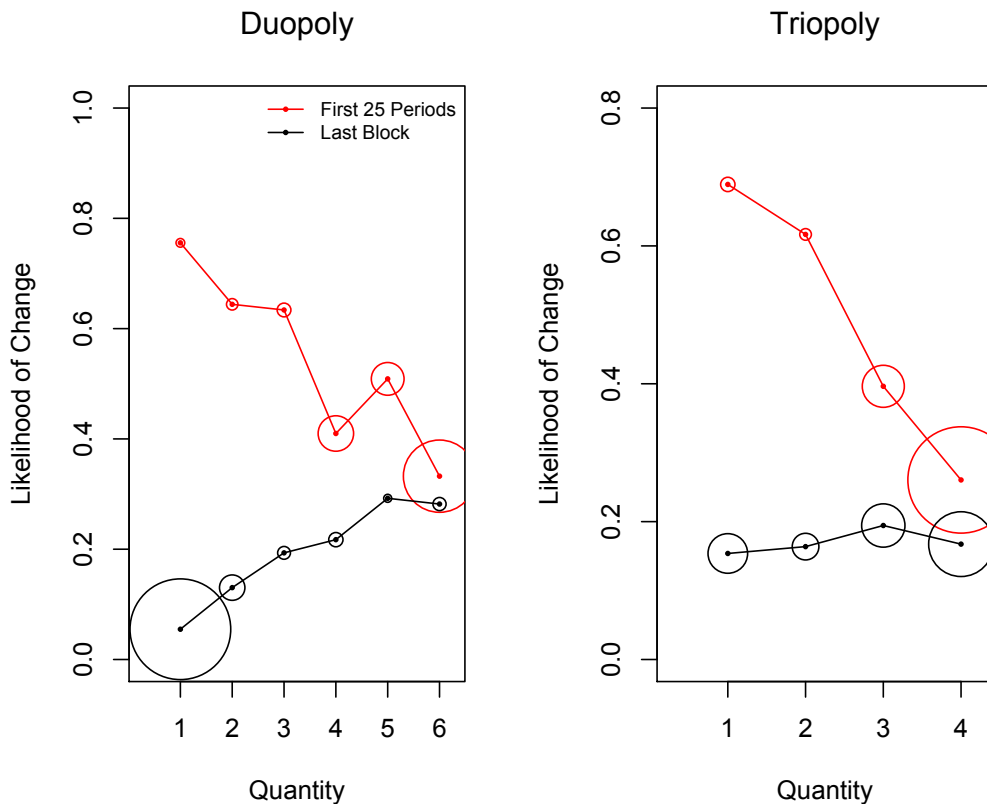 Duopoly
Likelihood of Change
1.0
0.8
0.6
0.4
0.2
0.0
First 25 Periods
Last Block
1 2 3 4 5 6
Quantity
Triopoly
Likelihood of Change
0.8
0.6
0.4
0.2
0.0
1 2 3 4
Quantity